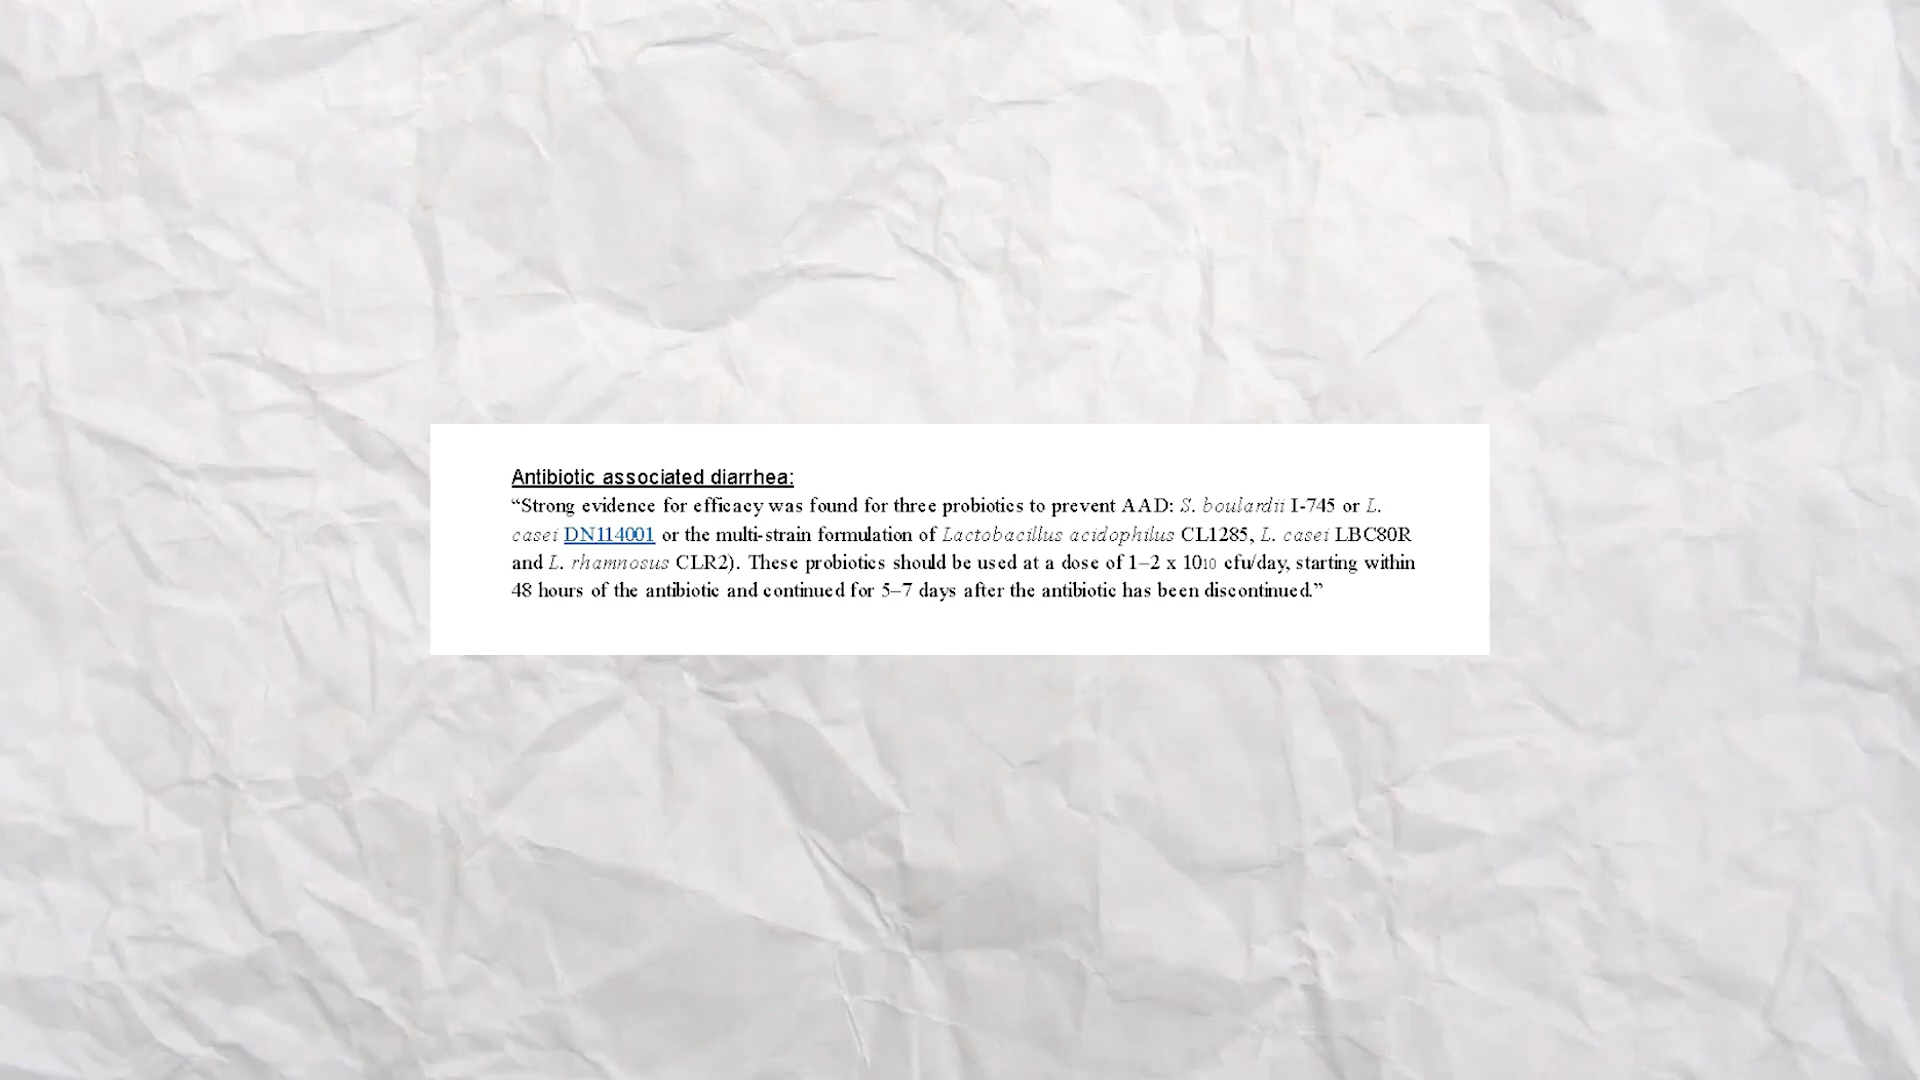 Antibiotic associated diarrhea:
“Strong evidence for efficacy was found for three probiotics to prevent AAD: S. boulardii I-745 or L.
casei DN114001 or the multi-strain formulation of Lactobacillus acidophilus CL1285, L. casei LBC80R
and L. rhamnosus CLR2). These probiotics should be used at a dose of 1–2 x 1010 cfu/day, starting within
48 hours of the antibiotic and continued for 5–7 days after the antibiotic has been discontinued.”